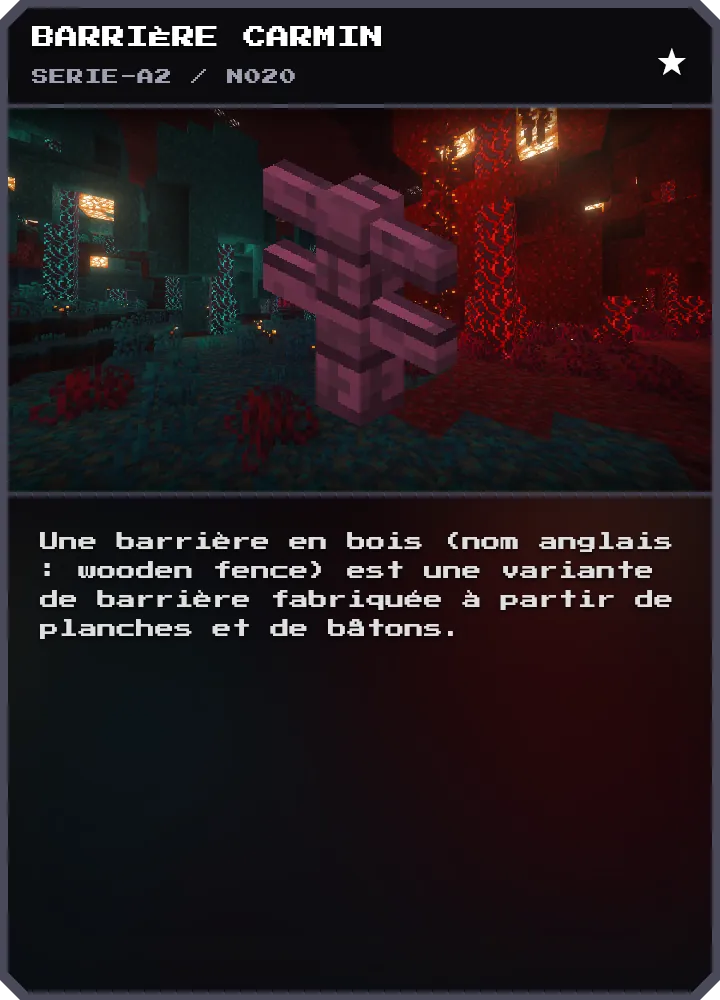 BARRIèRE CARMIN
SERIE-A2 / N020
Une barrière en bois (nom anglais
: wooden fence) est une variante
de barrière fabriquée à partir de
planches et de bâtons.